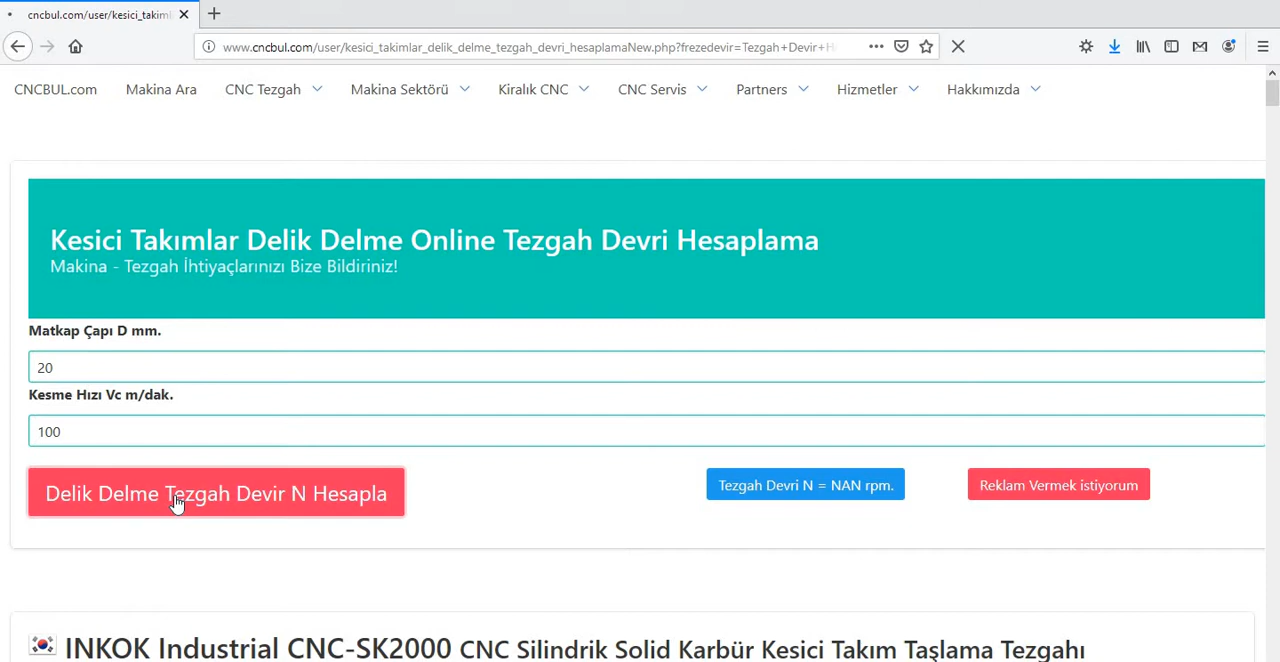 cncbul.com/user/kesici_takiml
www.cncbul.com/user/kesici_takimlar_delik_delme_tezgah_devri_hesaplamaNew.php?frezedevir=Tezgah+Devir+H
CNCBUL.com Makina Ara CNC Tezgah Makina Sektörü Kiralık CNC CNC Servis Partners Hizmetler Hakkımızda
Kesici Takımlar Delik Delme Online Tezgah Devri Hesaplama
Makina - Tezgah İhtiyaçlarınızı Bize Bildiriniz!
Matkap Çapı D mm.
20
Kesme Hızı Vc m/dak.
100
Delik Delme Tezgah Devir N Hesapla Tezgah Devri N = NAN rpm. Reklam Vermek istiyorum
INKOK Industrial CNC-SK2000 CNC Silindrik Solid Karbür Kesici Takım Taşlama Tezgahı